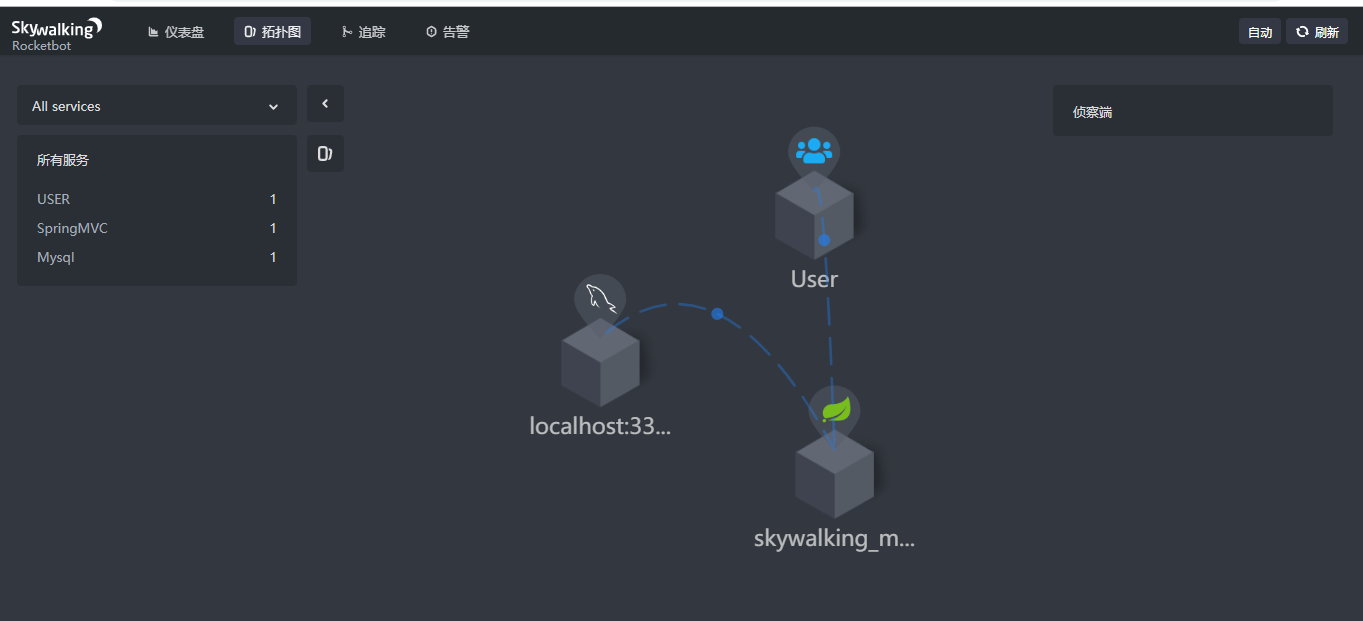 Skywalking
Rocketbot
仪表盘
拓扑图
追踪
告警
自动
刷新
All services
所有服务
USER 1
SpringMVC 1
Mysql 1
侦察端
User
localhost:33...
skywalking_m...